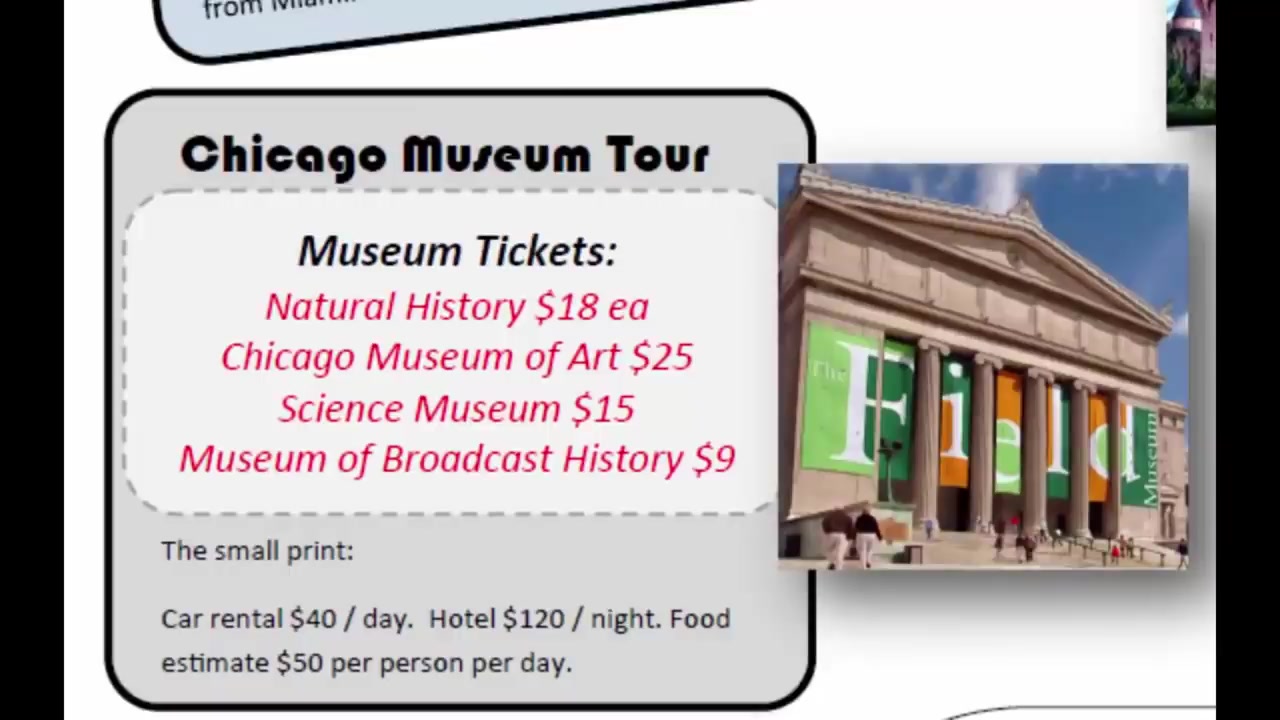 from Miami.
Chicago Museum Tour
Museum Tickets:
Natural History $18 ea
Chicago Museum of Art $25
Science Museum $15
Museum of Broadcast History $9
The small print:
Car rental $40 / day.  Hotel $120 / night. Food
estimate $50 per person per day.
The Field Museum